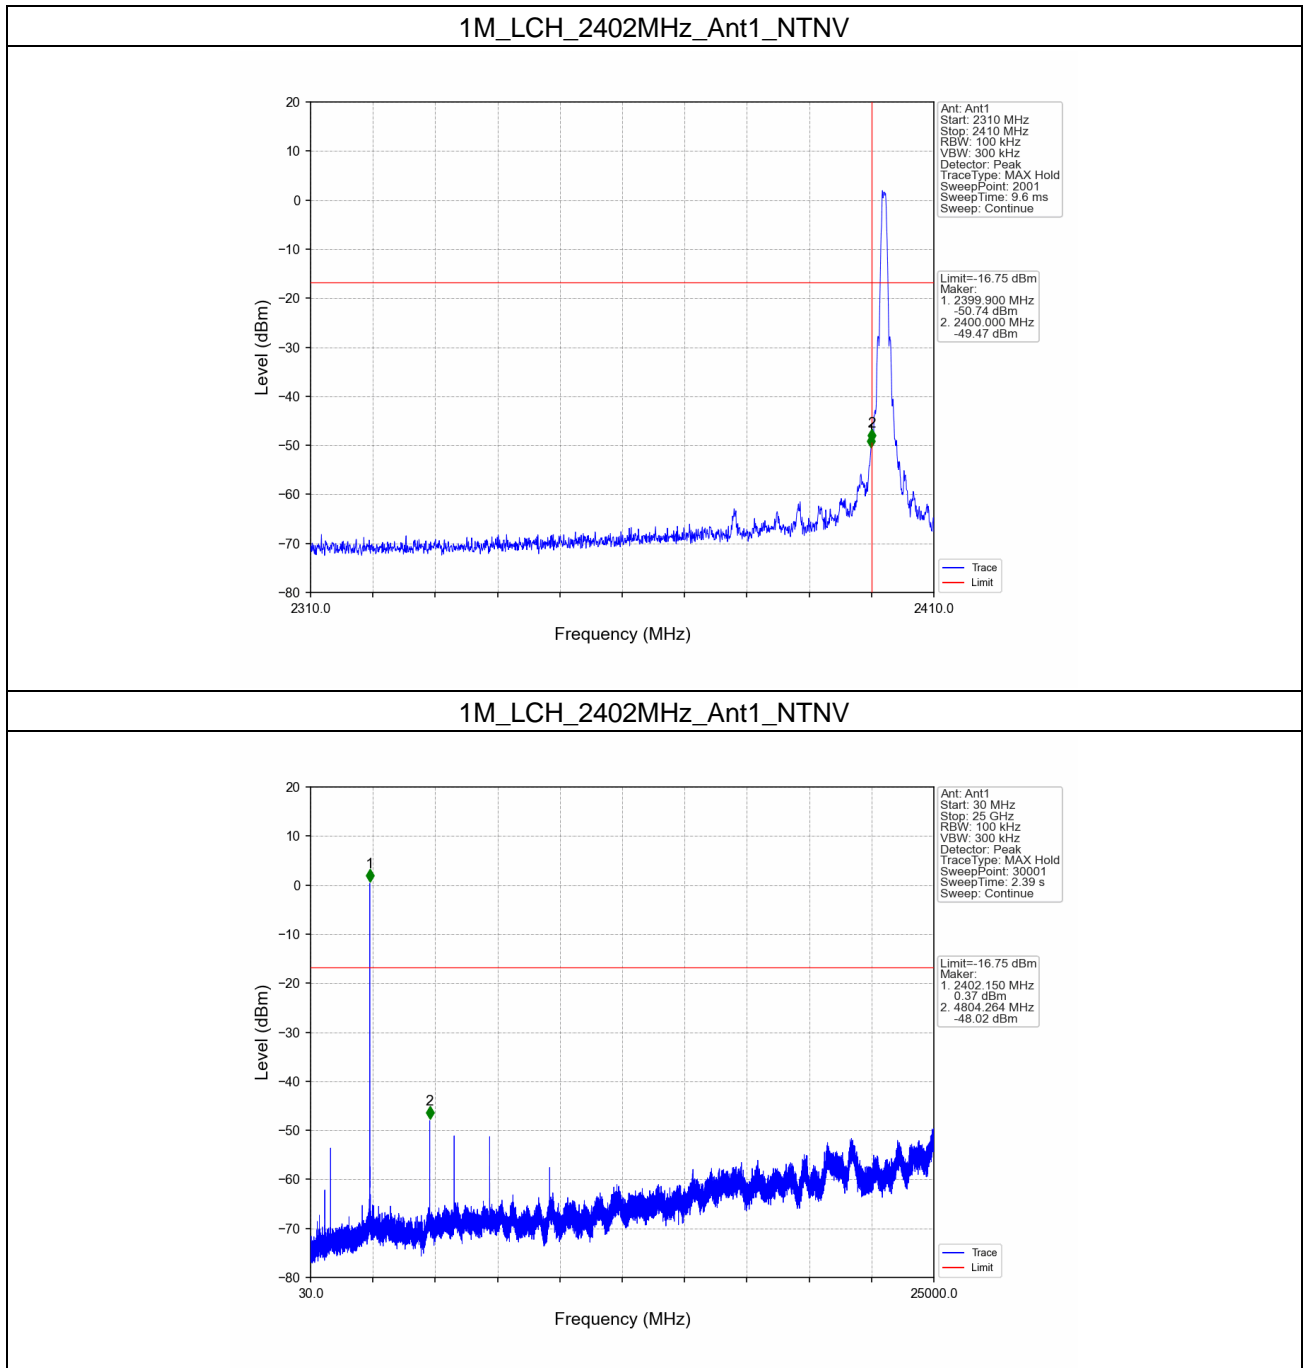 1M_LCH_2402MHz_Ant1_NTNV
20
10
0
−10
−20
−30
−40
−50
−60
−70
−80
Level (dBm)
2
2310.0
2410.0
Frequency (MHz)
Ant: Ant1
Start: 2310 MHz
Stop: 2410 MHz
RBW: 100 kHz
VBW: 300 kHz
Detector: Peak
TraceType: MAX Hold
SweepPoint: 2001
SweepTime: 9.6 ms
Sweep: Continue
Limit=-16.75 dBm
Maker:
1. 2399.900 MHz
-50.74 dBm
2. 2400.000 MHz
-49.47 dBm
Trace
Limit
1M_LCH_2402MHz_Ant1_NTNV
20
10
0
−10
−20
−30
−40
−50
−60
−70
−80
Level (dBm)
1
2
30.0
25000.0
Frequency (MHz)
Ant: Ant1
Start: 30 MHz
Stop: 25 GHz
RBW: 100 kHz
VBW: 300 kHz
Detector: Peak
TraceType: MAX Hold
SweepPoint: 30001
SweepTime: 2.39 s
Sweep: Continue
Limit=-16.75 dBm
Maker:
1. 2402.150 MHz
0.37 dBm
2. 4804.264 MHz
-48.02 dBm
Trace
Limit